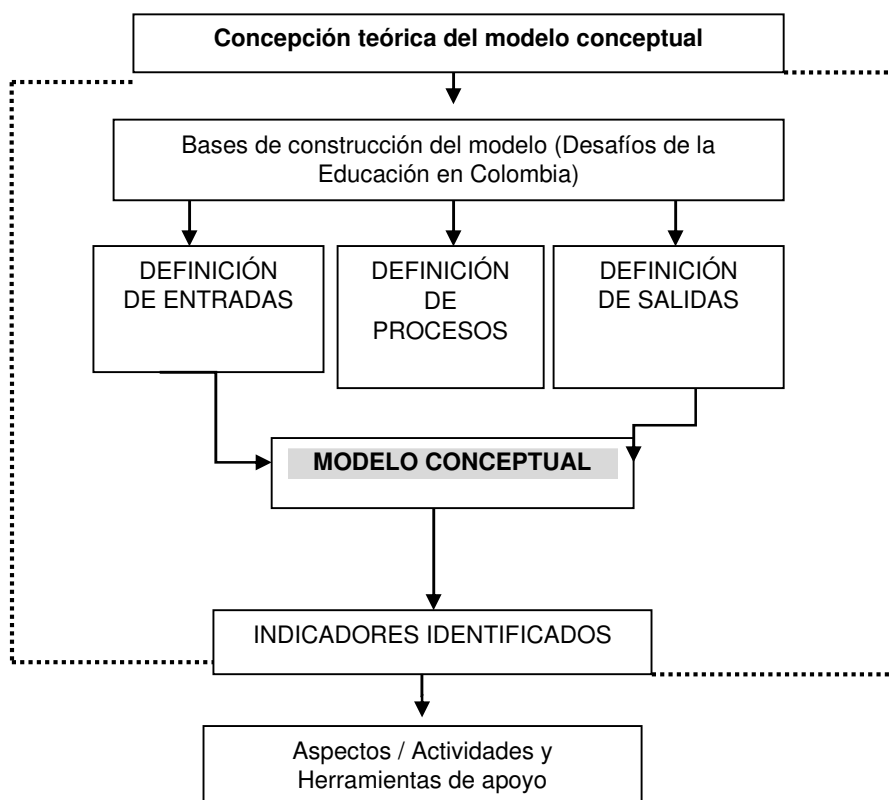 Concepción teórica del modelo conceptual
Bases de construcción del modelo (Desafíos de la
Educación en Colombia)
DEFINICIÓN
DE ENTRADAS
DEFINICIÓN
DE
PROCESOS
DEFINICIÓN
DE SALIDAS
MODELO CONCEPTUAL
INDICADORES IDENTIFICADOS
Aspectos / Actividades y
Herramientas de apoyo